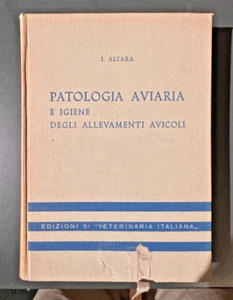 I. ALTARA
PATOLOGIA AVIARIA
E IGIENE
DEGLI ALLEVAMENTI AVICOLI
EDIZIONI DI "VETERINARIA ITALIANA„